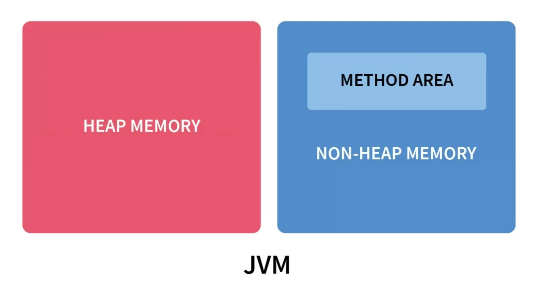 HEAP MEMORY
METHOD AREA
NON-HEAP MEMORY
JVM